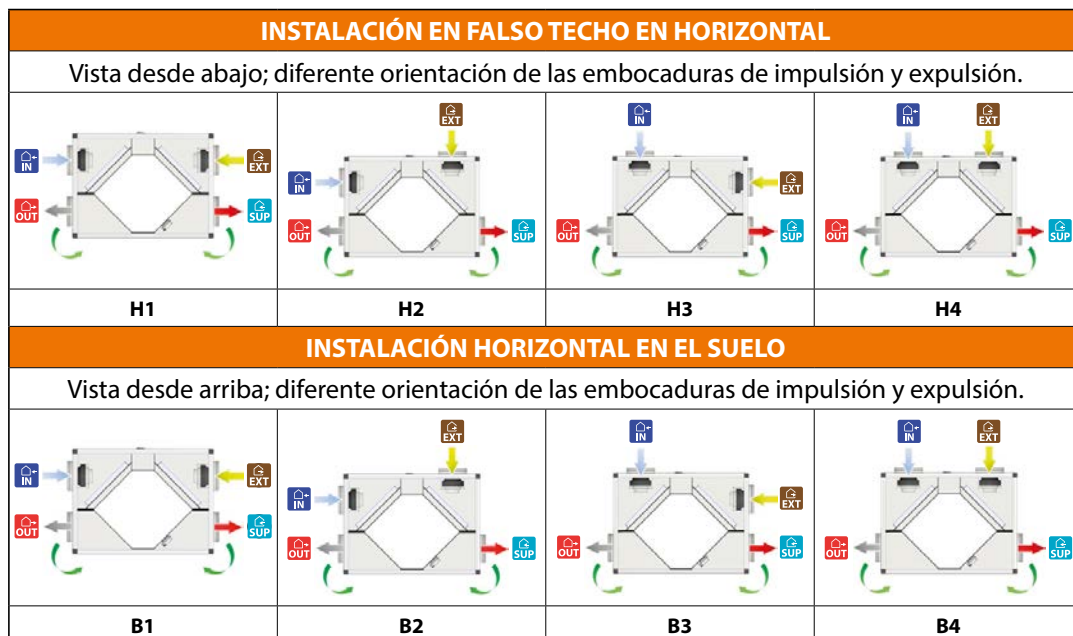 INSTALACIÓN EN FALSO TECHO EN HORIZONTAL
Vista desde abajo; diferente orientación de las embocaduras de impulsión y expulsión.
IN
EXT
OUT
SUP
H1
EXT
IN
OUT
SUP
H2
IN
EXT
OUT
SUP
H3
IN
EXT
OUT
SUP
H4
INSTALACIÓN HORIZONTAL EN EL SUELO
Vista desde arriba; diferente orientación de las embocaduras de impulsión y expulsión.
IN
EXT
OUT
SUP
B1
EXT
IN
OUT
SUP
B2
IN
EXT
OUT
SUP
B3
IN
EXT
OUT
SUP
B4